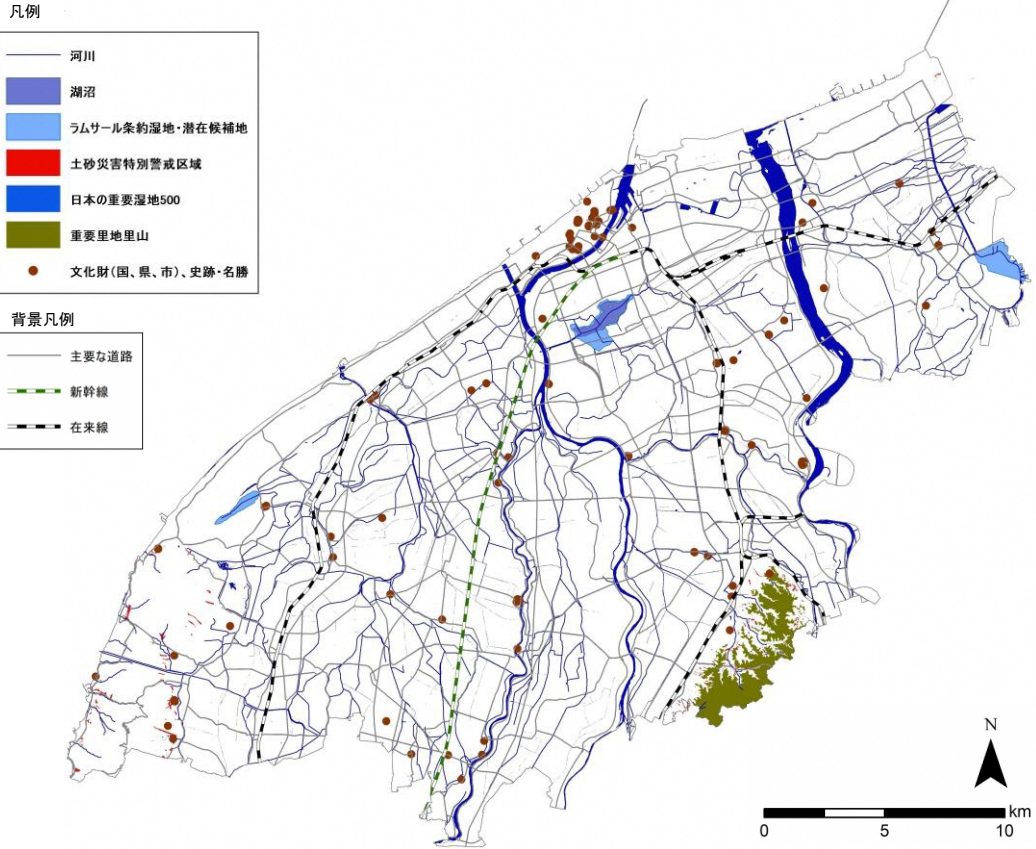 凡例
河川
湖沼
ラムサール条約湿地・潜在候補地
土砂災害特別警戒区域
日本の重要湿地500
重要里地里山
文化財(国、県、市)、史跡・名勝
背景凡例
主要な道路
新幹線
在来線
N
km
0 5 10